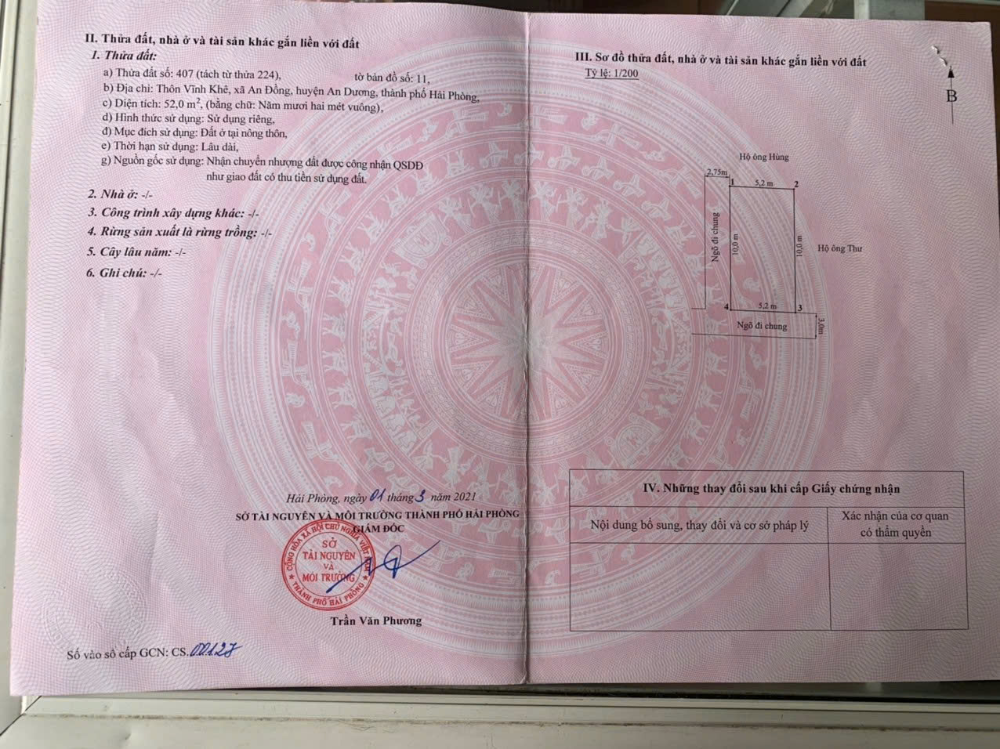 II. Thửa đất, nhà ở và tài sản khác gắn liền với đất
1. Thửa đất:
a) Thửa đất số: 407 (tách từ thửa 224), tờ bản đồ số: 11,
b) Địa chỉ: Thôn Vĩnh Khê, xã An Đồng, huyện An Dương, thành phố Hải Phòng,
c) Diện tích: 52,0 m², (bằng chữ: Năm mươi hai mét vuông),
d) Hình thức sử dụng: Sử dụng riêng,
đ) Mục đích sử dụng: Đất ở tại nông thôn,
e) Thời hạn sử dụng: Lâu dài,
g) Nguồn gốc sử dụng: Nhận chuyển nhượng đất được công nhận QSDĐ
như giao đất có thu tiền sử dụng đất.
2. Nhà ở: -/-
3. Công trình xây dựng khác: -/-
4. Rừng sản xuất là rừng trồng: -/-
5. Cây lâu năm: -/-
6. Ghi chú: -/-
Hải Phòng, ngày 01 tháng 3 năm 2021
SỞ TÀI NGUYÊN VÀ MÔI TRƯỜNG THÀNH PHỐ HẢI PHÒNG
GIÁM ĐỐC
CỘNG HÒA XÃ HỘI CHỦ NGHĨA VIỆT NAM
SỞ
TÀI NGUYÊN
VÀ
MÔI TRƯỜNG
THÀNH PHỐ HẢI PHÒNG
Trần Văn Phương
Số vào sổ cấp GCN: CS.00127
III. Sơ đồ thửa đất, nhà ở và tài sản khác gắn liền với đất
Tỷ lệ: 1/200
B
Hộ ông Hùng
2,75m
1
5,2 m
2
Ngõ đi chung
10,0 m
10,0 m
Hộ ông Thư
4
5,2 m
3
Ngõ đi chung
3,0m
IV. Những thay đổi sau khi cấp Giấy chứng nhận
Nội dung bổ sung, thay đổi và cơ sở pháp lý
Xác nhận của cơ quan
có thẩm quyền